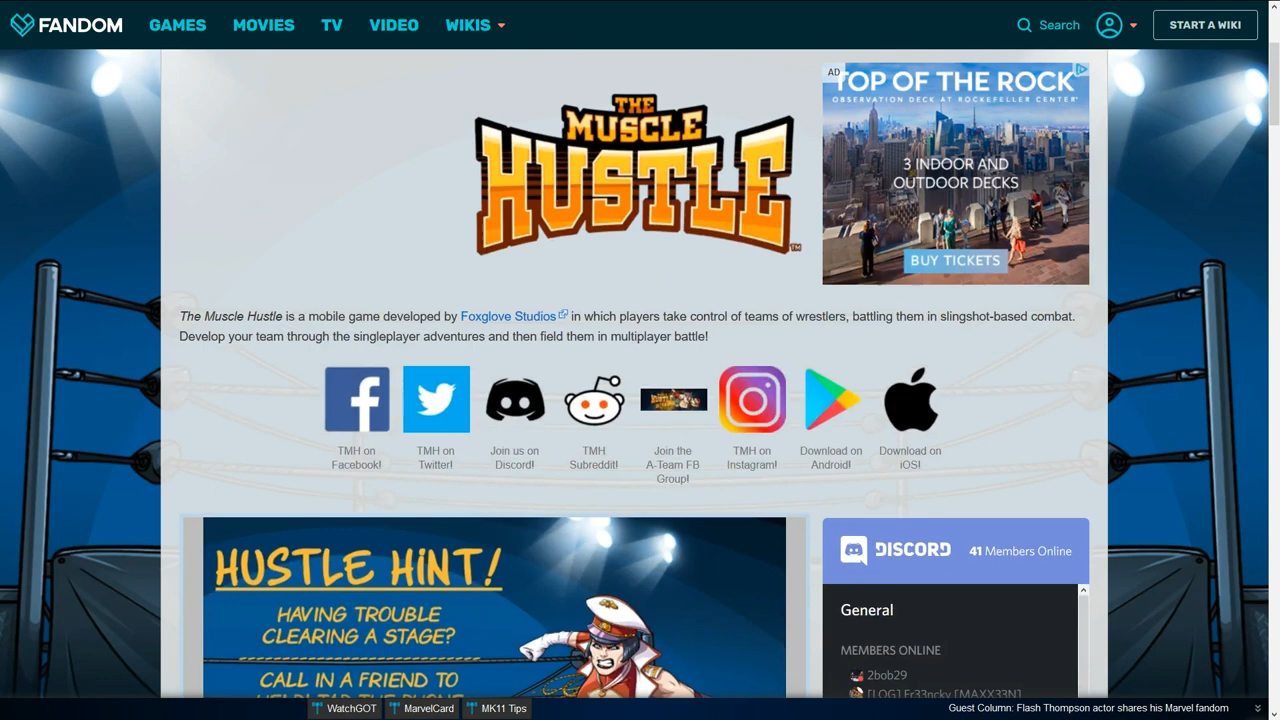 FANDOM
GAMES
MOVIES
TV
VIDEO
WIKIS
Search
START A WIKI
THE
MUSCLE
HUSTLE
TM
AD
TOP OF THE ROCK
OBSERVATION DECK AT ROCKEFELLER CENTER
3 INDOOR AND
OUTDOOR DECKS
BUY TICKETS
The Muscle Hustle is a mobile game developed by Foxglove Studios in which players take control of teams of wrestlers, battling them in slingshot-based combat.
Develop your team through the singleplayer adventures and then field them in multiplayer battle!
TMH on
Facebook!
TMH on
Twitter!
Join us on
Discord!
TMH
Subreddit!
Join the
A-Team FB
Group!
TMH on
Instagram!
Download on
Android!
Download on
iOS!
HUSTLE HiNT!
HAVING TROUBLE
CLEARING A STAGE?
CALL IN A FRIEND TO
DISCORD
41 Members Online
General
MEMBERS ONLINE
2bob29
[LOG] Fr33ncky [MAXX33N]
WatchGOT
MarvelCard
MK11 Tips
Guest Column: Flash Thompson actor shares his Marvel fandom